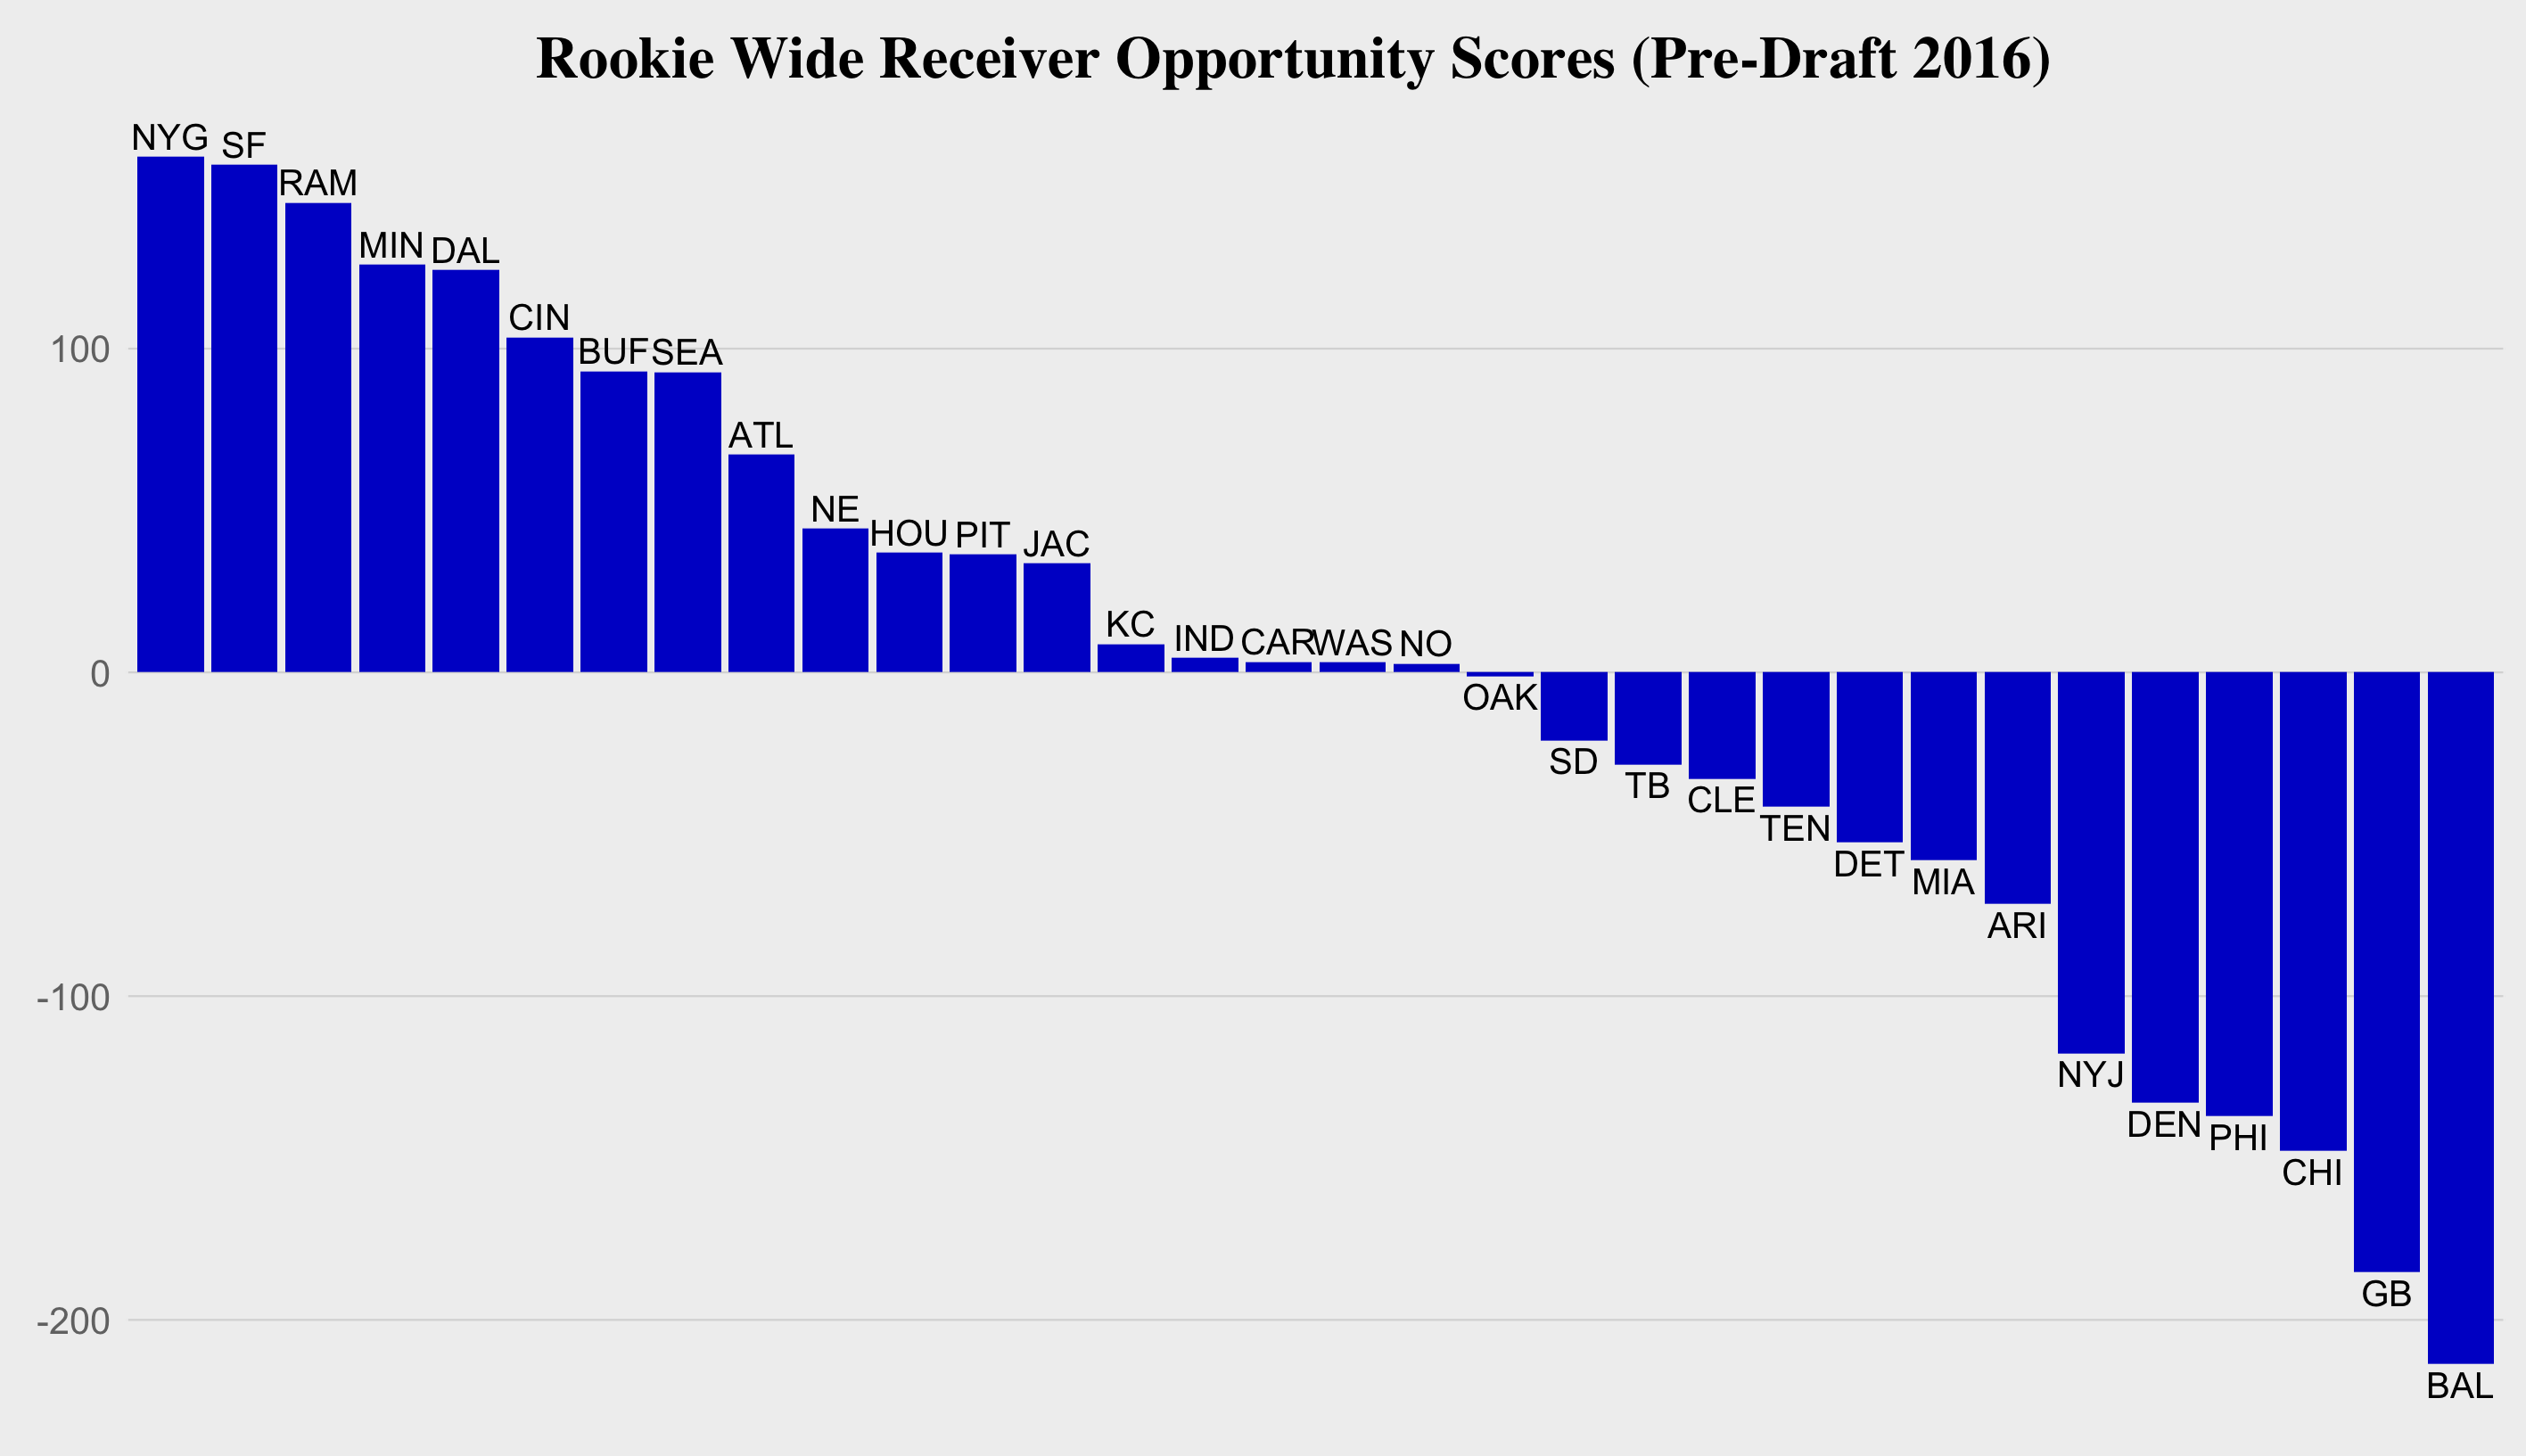 Rookie Wide Receiver Opportunity Scores (Pre-Draft 2016)
NYG
SF
RAM
MIN
DAL
CIN
BUF
SEA
ATL
NE
HOU
PIT
JAC
KC
IND
CAR
WAS
NO
OAK
SD
TB
CLE
TEN
DET
MIA
ARI
NYJ
DEN
PHI
CHI
GB
BAL
100
0
-100
-200